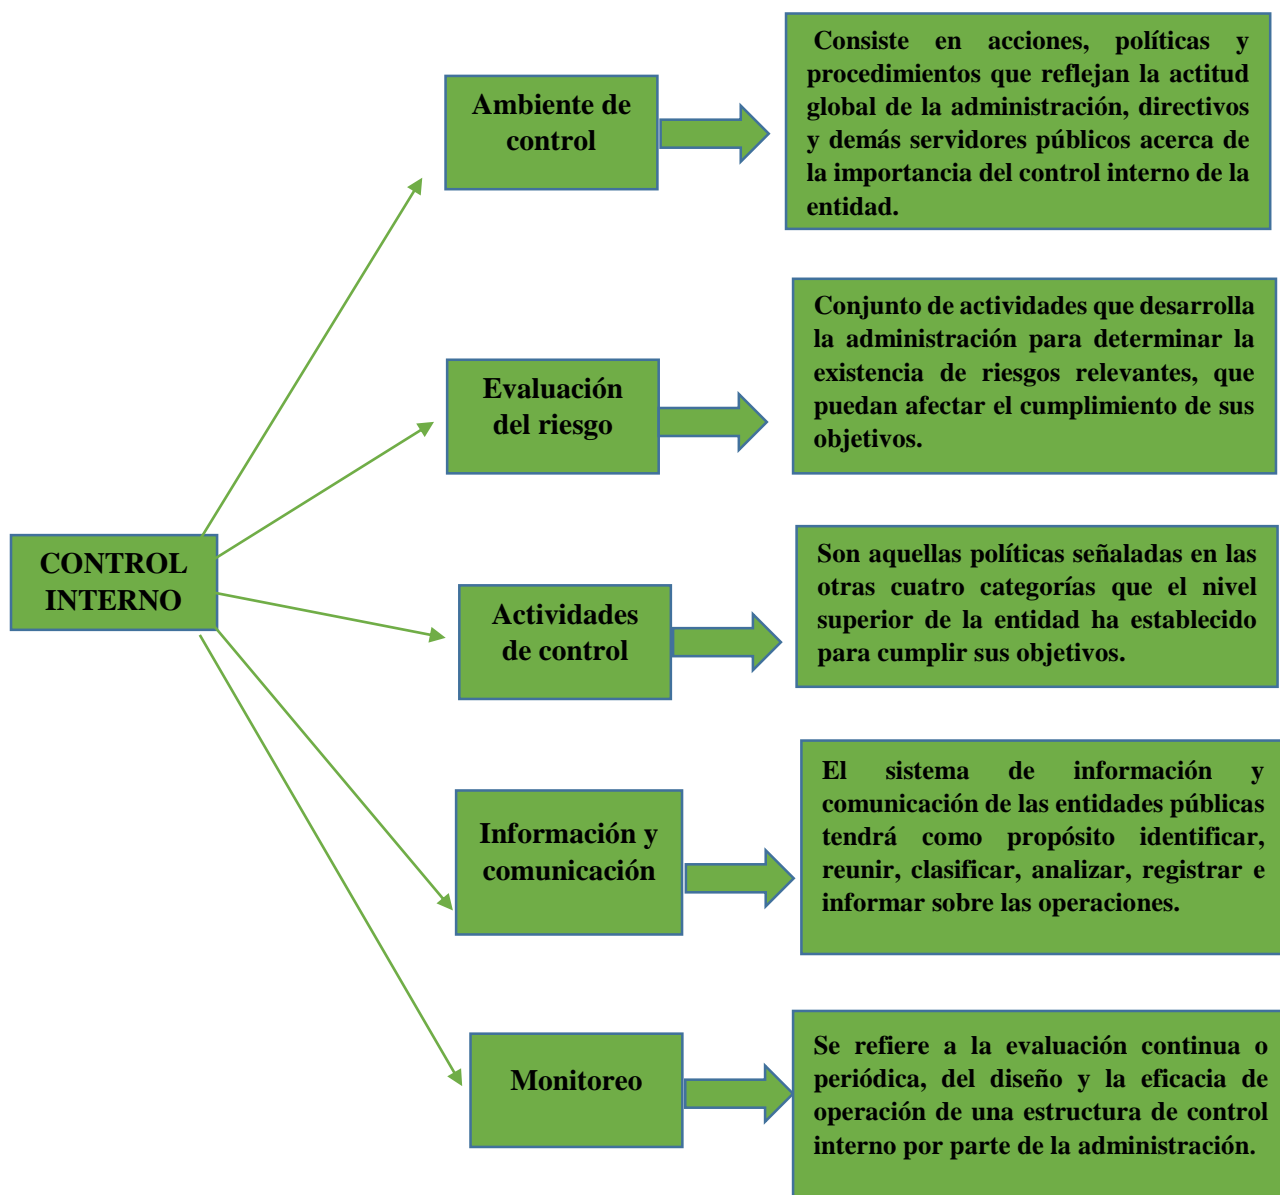 CONTROL
INTERNO
Ambiente de
control
Consiste en acciones, políticas y
procedimientos que reflejan la actitud
global de la administración, directivos
y demás servidores públicos acerca de
la importancia del control interno de la
entidad.
Evaluación
del riesgo
Conjunto de actividades que desarrolla
la administración para determinar la
existencia de riesgos relevantes, que
puedan afectar el cumplimiento de sus
objetivos.
Actividades
de control
Son aquellas políticas señaladas en las
otras cuatro categorías que el nivel
superior de la entidad ha establecido
para cumplir sus objetivos.
Información y
comunicación
El sistema de información y
comunicación de las entidades públicas
tendrá como propósito identificar,
reunir, clasificar, analizar, registrar e
informar sobre las operaciones.
Monitoreo
Se refiere a la evaluación continua o
periódica, del diseño y la eficacia de
operación de una estructura de control
interno por parte de la administración.